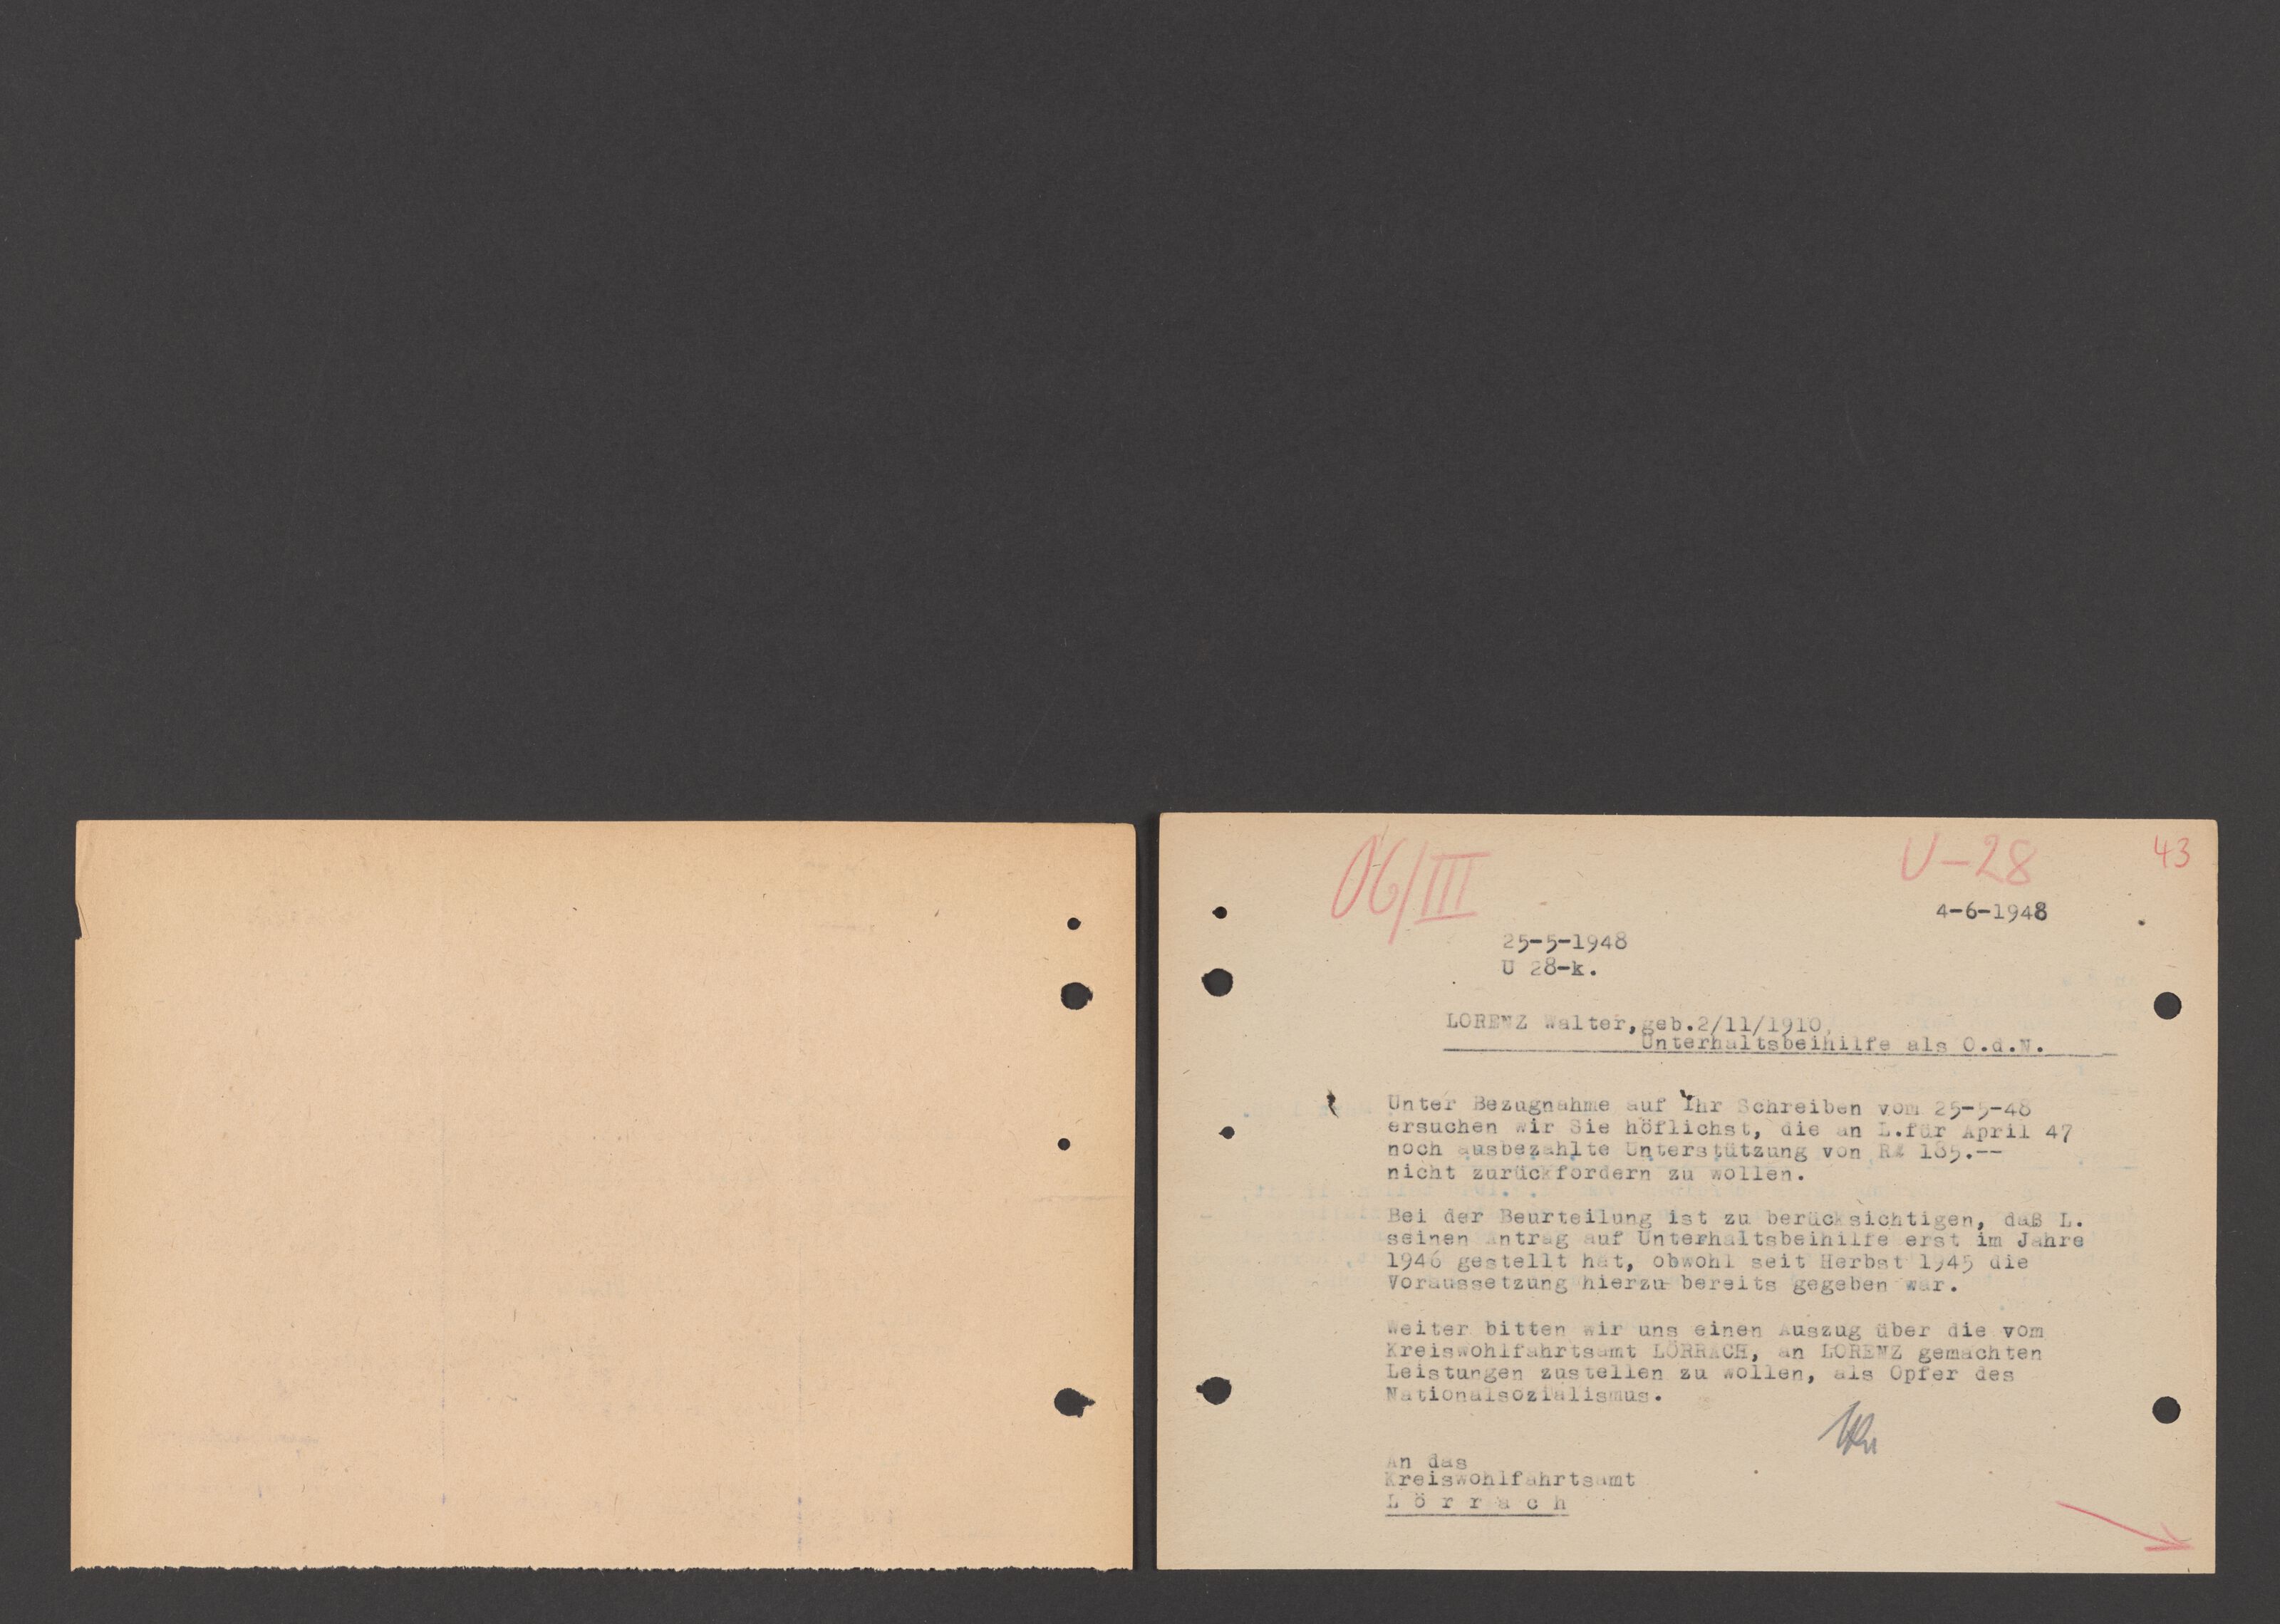 06/III
U-28
43
4-6-1948
25-5-1948
U 28-k.
LORENZ Walter, geb.2/11/1910,
Unterhaltsbeihilfe als O.d.N.
Unter Bezugnahme auf Ihr Schreiben vom 25-5-48
ersuchen wir Sie höflichst, die an L.für April 47
noch ausbezahlte Unterstützung von RM 185.--
nicht zurückfordern zu wollen.
Bei der Beurteilung ist zu berücksichtigen, daß L.
seinen Antrag auf Unterhaltsbeihilfe erst im Jahre
1946 gestellt hat, obwohl seit Herbst 1945 die
Voraussetzung hierzu bereits gegeben war.
Weiter bitten wir uns einen Auszug über die vom
Kreiswohlfahrtsamt LÖRRACH, an LORENZ gemachten
Leistungen zustellen zu wollen, als Opfer des
Nationalsozialismus.
An das
Kreiswohlfahrtsamt
L ö r r a c h